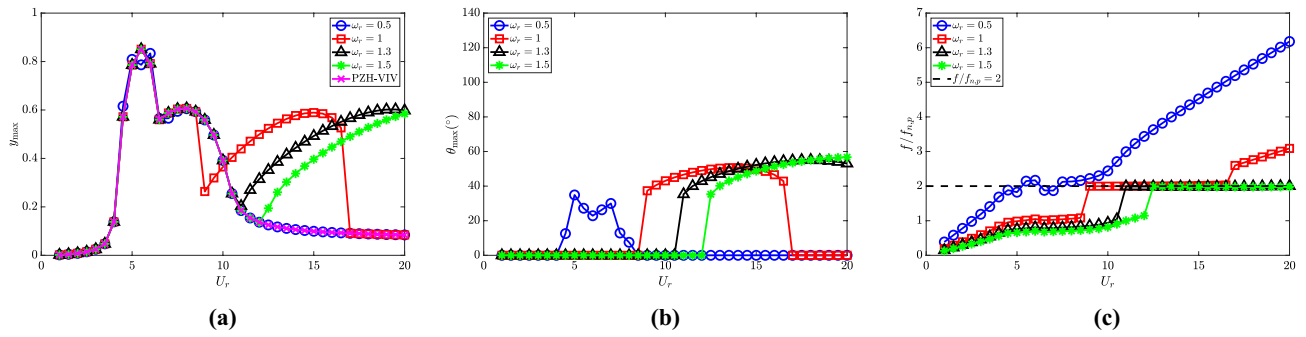 1
0.8
0.6
0.4
0.2
0
0 5 10 15 20
y_max
U_r
ω_r = 0.5
ω_r = 1
ω_r = 1.3
ω_r = 1.5
PZH-VIV
(a)
140
120
100
80
60
40
20
0
0 5 10 15 20
θ_max(°)
U_r
ω_r = 0.5
ω_r = 1
ω_r = 1.3
ω_r = 1.5
(b)
7
6
5
4
3
2
1
0
0 5 10 15 20
f/f_{n,p}
U_r
ω_r = 0.5
ω_r = 1
ω_r = 1.3
ω_r = 1.5
f/f_{n,p} = 2
(c)